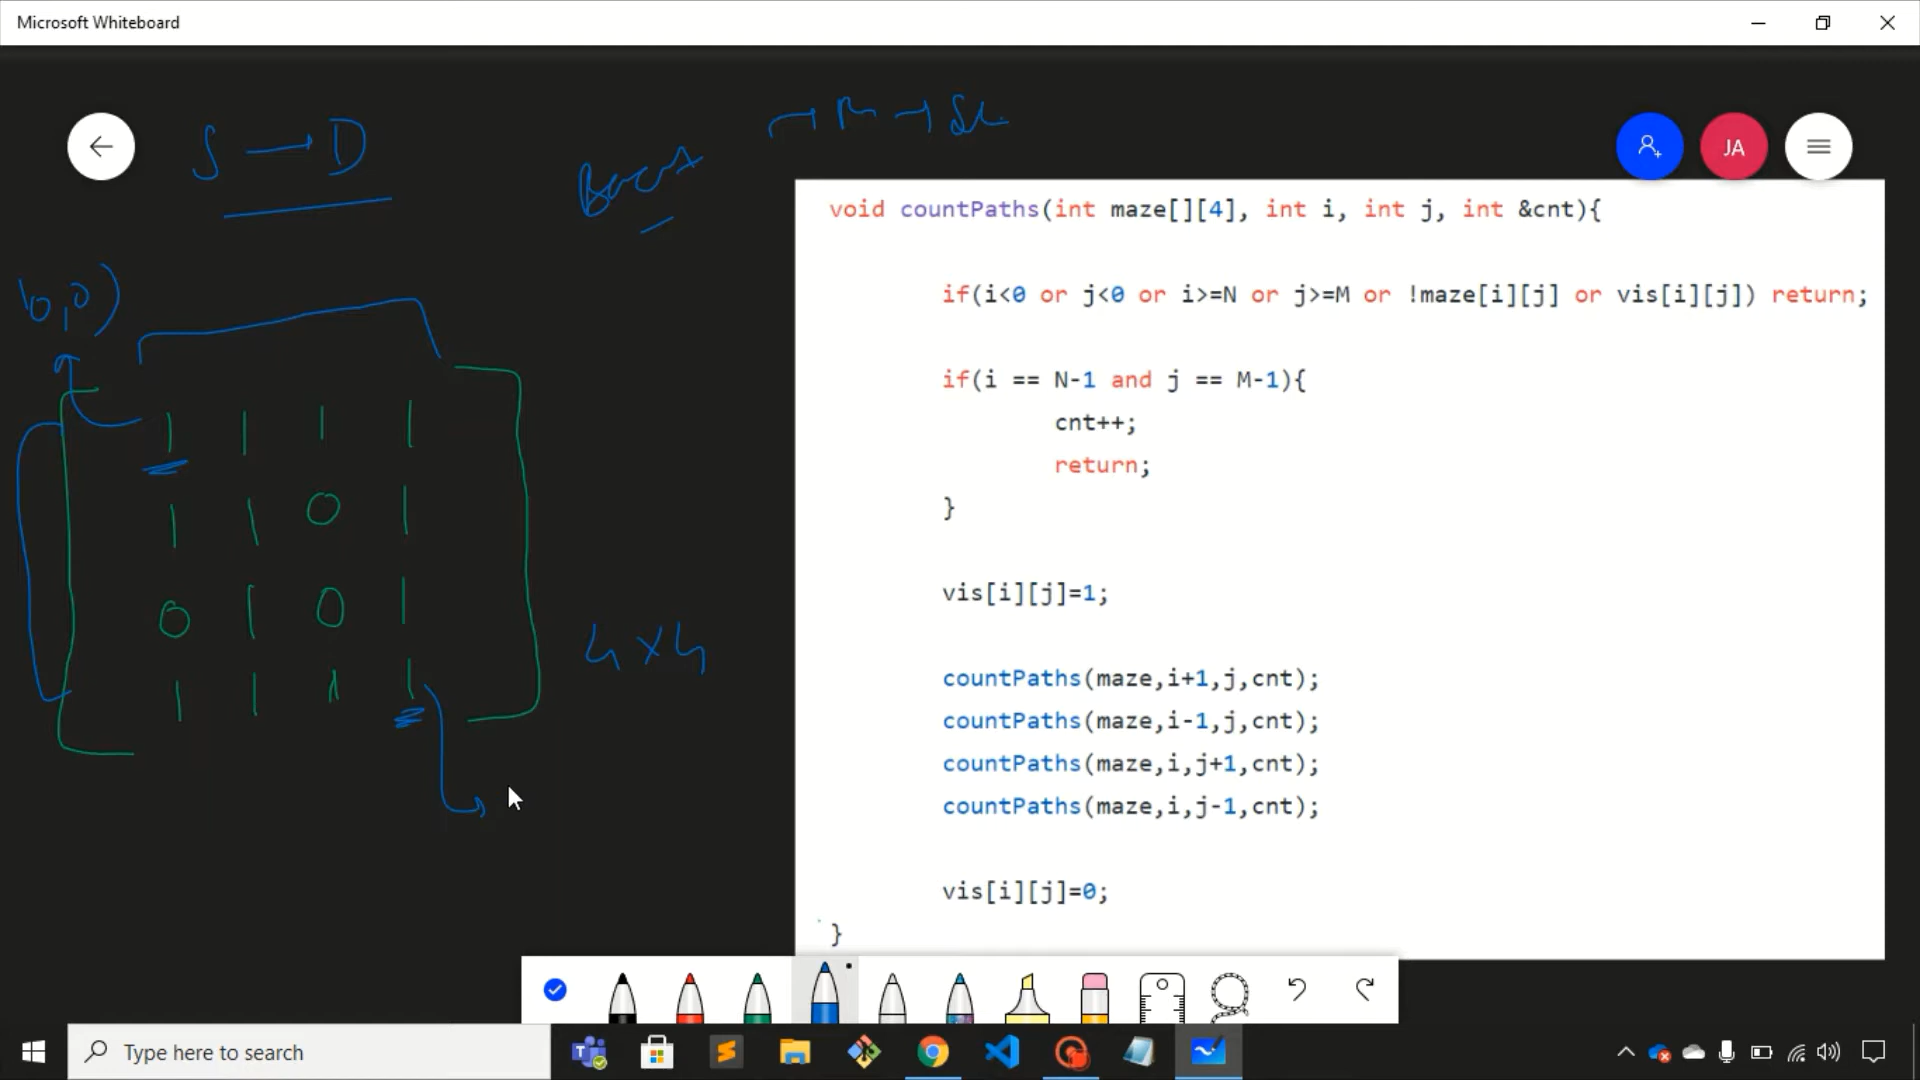 Microsoft Whiteboard
S → D
JA
4 x 4
1 1 1 1
1 1 0 1
0 1 0 1
1 1 1 1
void countPaths(int maze[][4], int i, int j, int &cnt){
if(i<0 or j<0 or i>=N or j>=M or !maze[i][j] or vis[i][j]) return;
if(i == N-1 and j == M-1){
cnt++;
return;
}
vis[i][j]=1;
countPaths(maze,i+1,j,cnt);
countPaths(maze,i-1,j,cnt);
countPaths(maze,i,j+1,cnt);
countPaths(maze,i,j-1,cnt);
vis[i][j]=0;
}
Type here to search